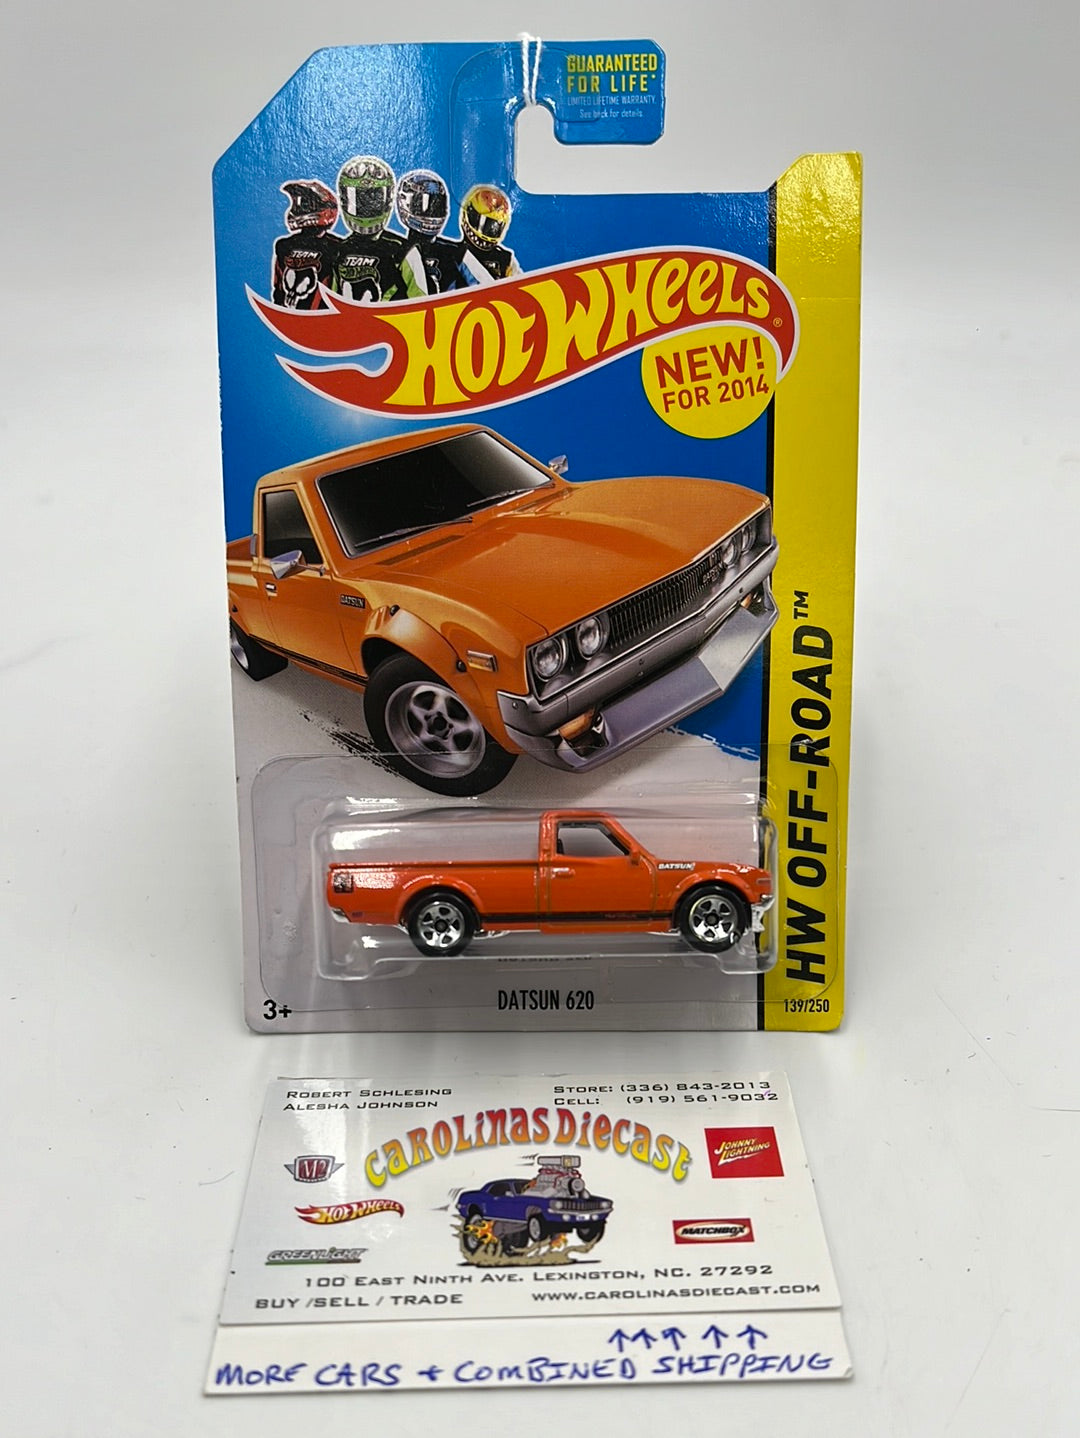 GUARANTEED
FOR LIFE*
LIMITED LIFETIME WARRANTY
See back for details
TEAM
TEAM
HOT WHEELS®
NEW!
FOR 2014
DATSUN
HW OFF-ROAD™
DATSUN
3+
DATSUN 620
139/250
ROBERT SCHLESING
ALESHA JOHNSON
STORE: (336) 843-2013
CELL: (919) 561-9032
CAROLINAS DIECAST
M2
JOHNNY LIGHTNING
HOT WHEELS
MATCHBOX
GREENLIGHT
100 EAST NINTH AVE. LEXINGTON, NC. 27292
BUY /SELL / TRADE
WWW.CAROLINASDIECAST.COM
↑↑↑↑↑
MORE CARS + COMBINED SHIPPING